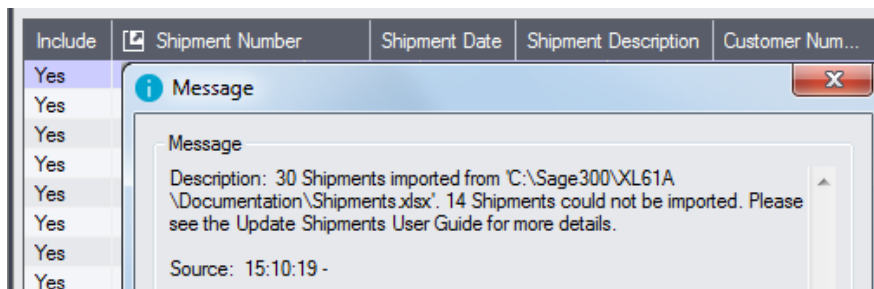 Include Shipment Number Shipment Date Shipment Description Customer Num...
Yes
Message
Yes
Yes
Message
Yes
Description: 30 Shipments imported from 'C:\Sage300\XL61A
Yes
\Documentation\Shipments.xlsx'. 14 Shipments could not be imported. Please
Yes
see the Update Shipments User Guide for more details.
Yes
Source: 15:10:19 -
Yes